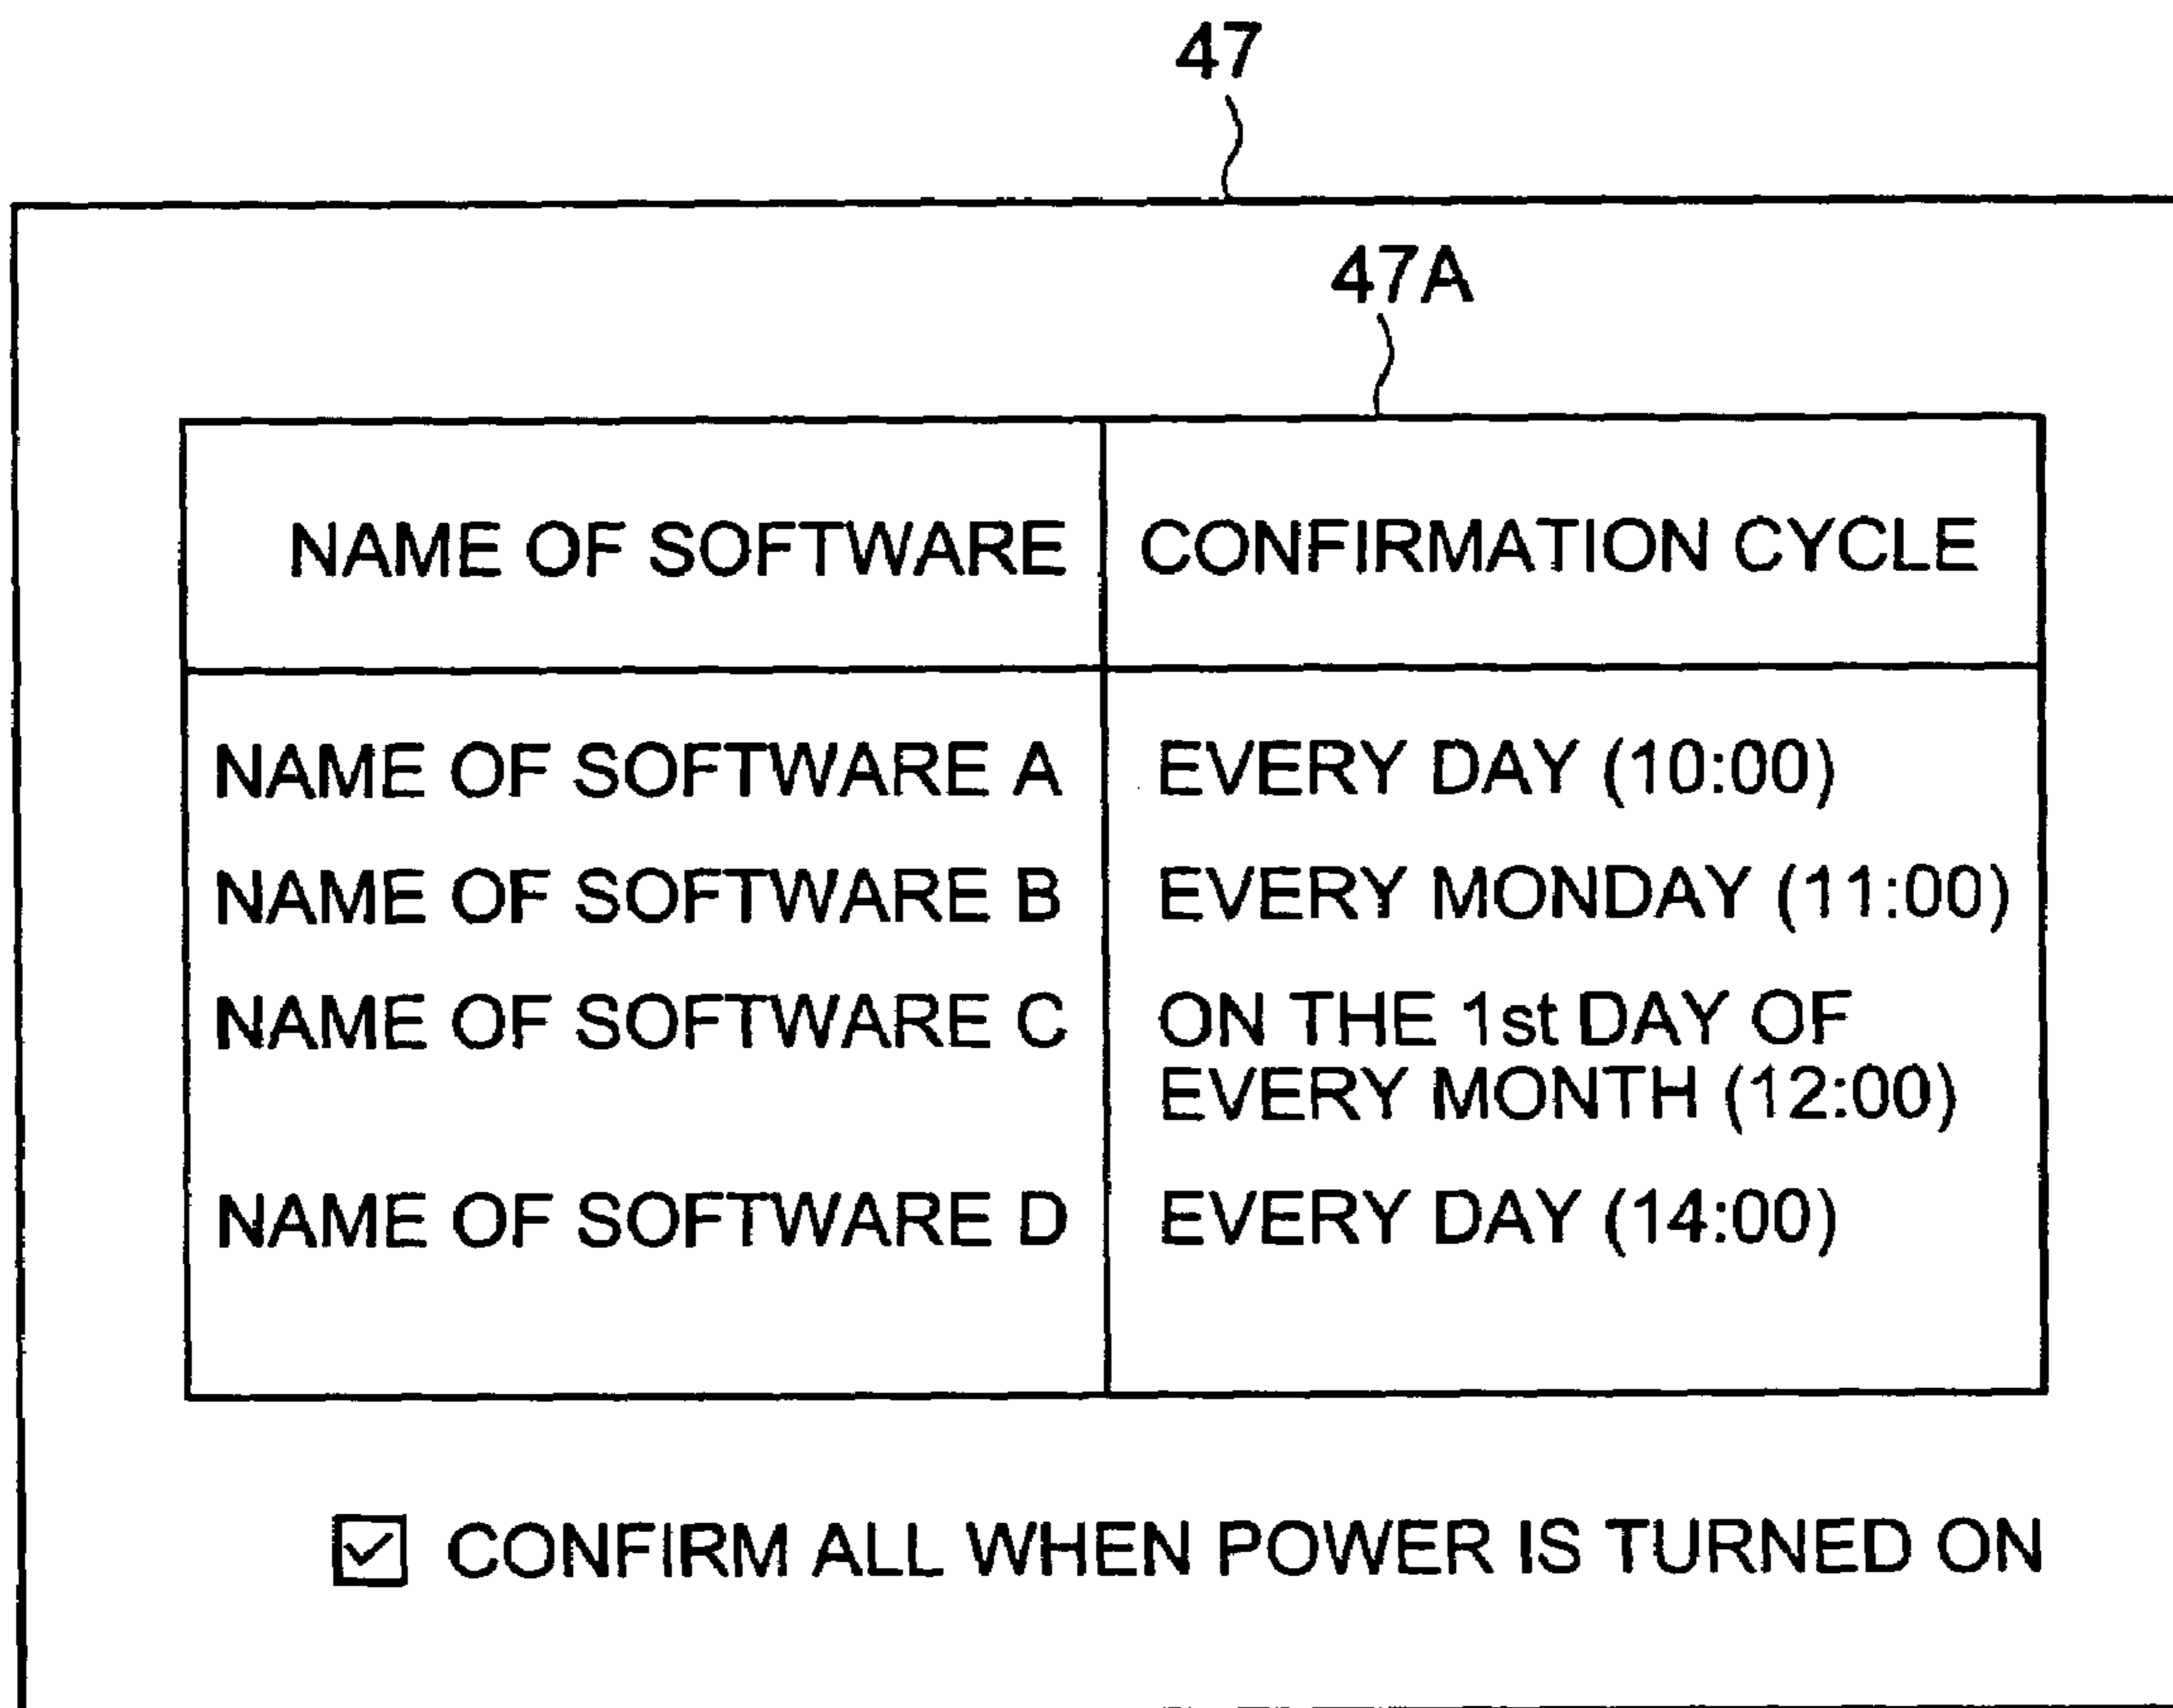 47
47A
NAME OF SOFTWARE CONFIRMATION CYCLE
NAME OF SOFTWARE A EVERY DAY (10:00)
NAME OF SOFTWARE B EVERY MONDAY (11:00)
NAME OF SOFTWARE C ON THE 1st DAY OF
EVERY MONTH (12:00)
NAME OF SOFTWARE D EVERY DAY (14:00)
CONFIRM ALL WHEN POWER IS TURNED ON